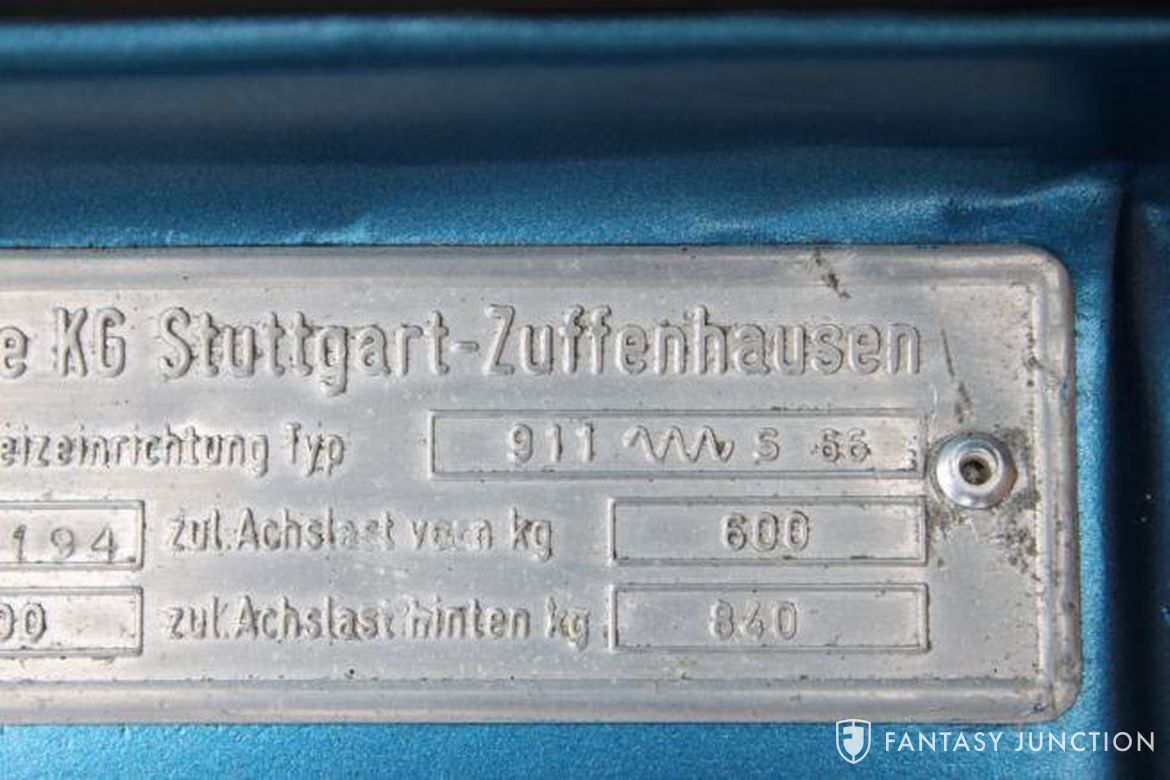 e KG Stuttgart-Zuffenhausen
eizeinrichtung Typ 911 S 66
194 zul.Achslast vorn kg 600
00 zul.Achslast hinten kg 840
FANTASY JUNCTION